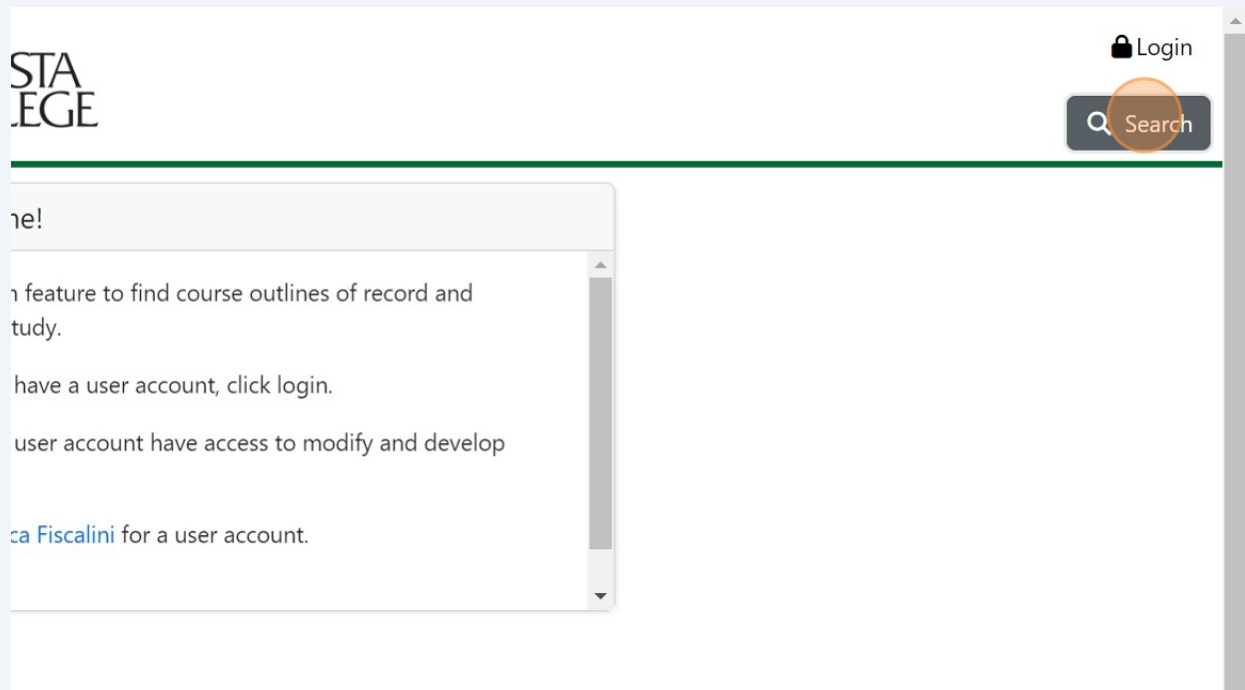 STA
Login
EGE
Search
ne!
feature to find course outlines of record and
tudy.
have a user account, click login.
user account have access to modify and develop
ca Fiscalini for a user account.